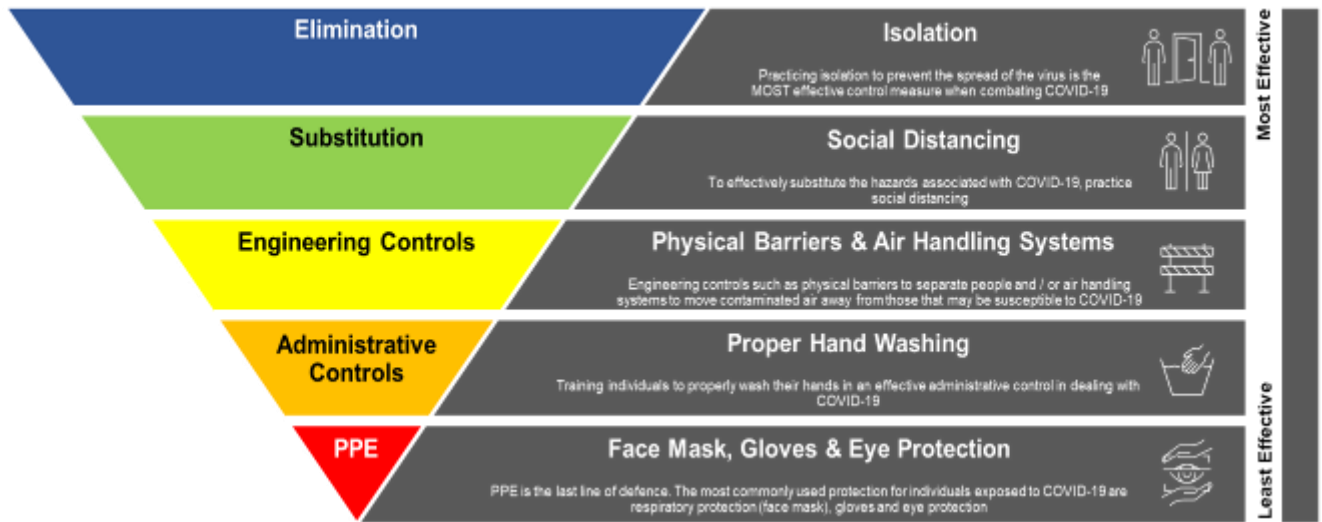 Elimination
Isolation
Practicing isolation to prevent the spread of the virus is the
MOST effective control measure when combating COVID-19
Substitution
Social Distancing
To effectively substitute the hazards associated with COVID-19, practice
social distancing
Engineering Controls
Physical Barriers & Air Handling Systems
Engineering controls such as physical barriers to separate people and / or air handling
systems to move contaminated air away from those that may be susceptible to COVID-19
Administrative
Controls
Proper Hand Washing
Training individuals to properly wash their hands in an effective administrative control in dealing with
COVID-19
PPE
Face Mask, Gloves & Eye Protection
PPE is the last line of defence. The most commonly used protection for individuals exposed to COVID-19 are
respiratory protection (face mask), gloves and eye protection
Most Effective
Least Effective